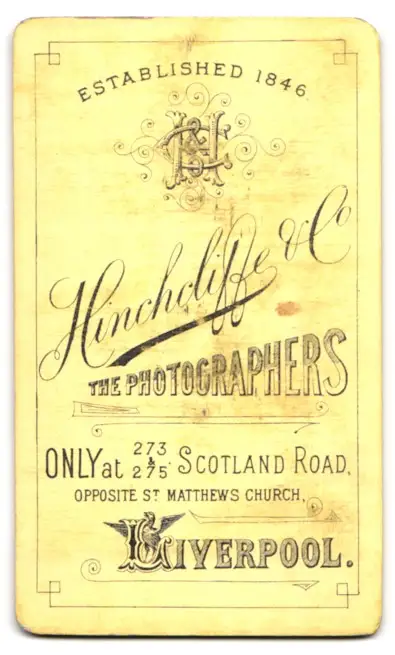 ESTABLISHED 1846.
H & C
Hinchcliffe & Co
THE PHOTOGRAPHERS
ONLY at 273 & 275 SCOTLAND ROAD,
OPPOSITE ST MATTHEWS CHURCH,
LIVERPOOL.